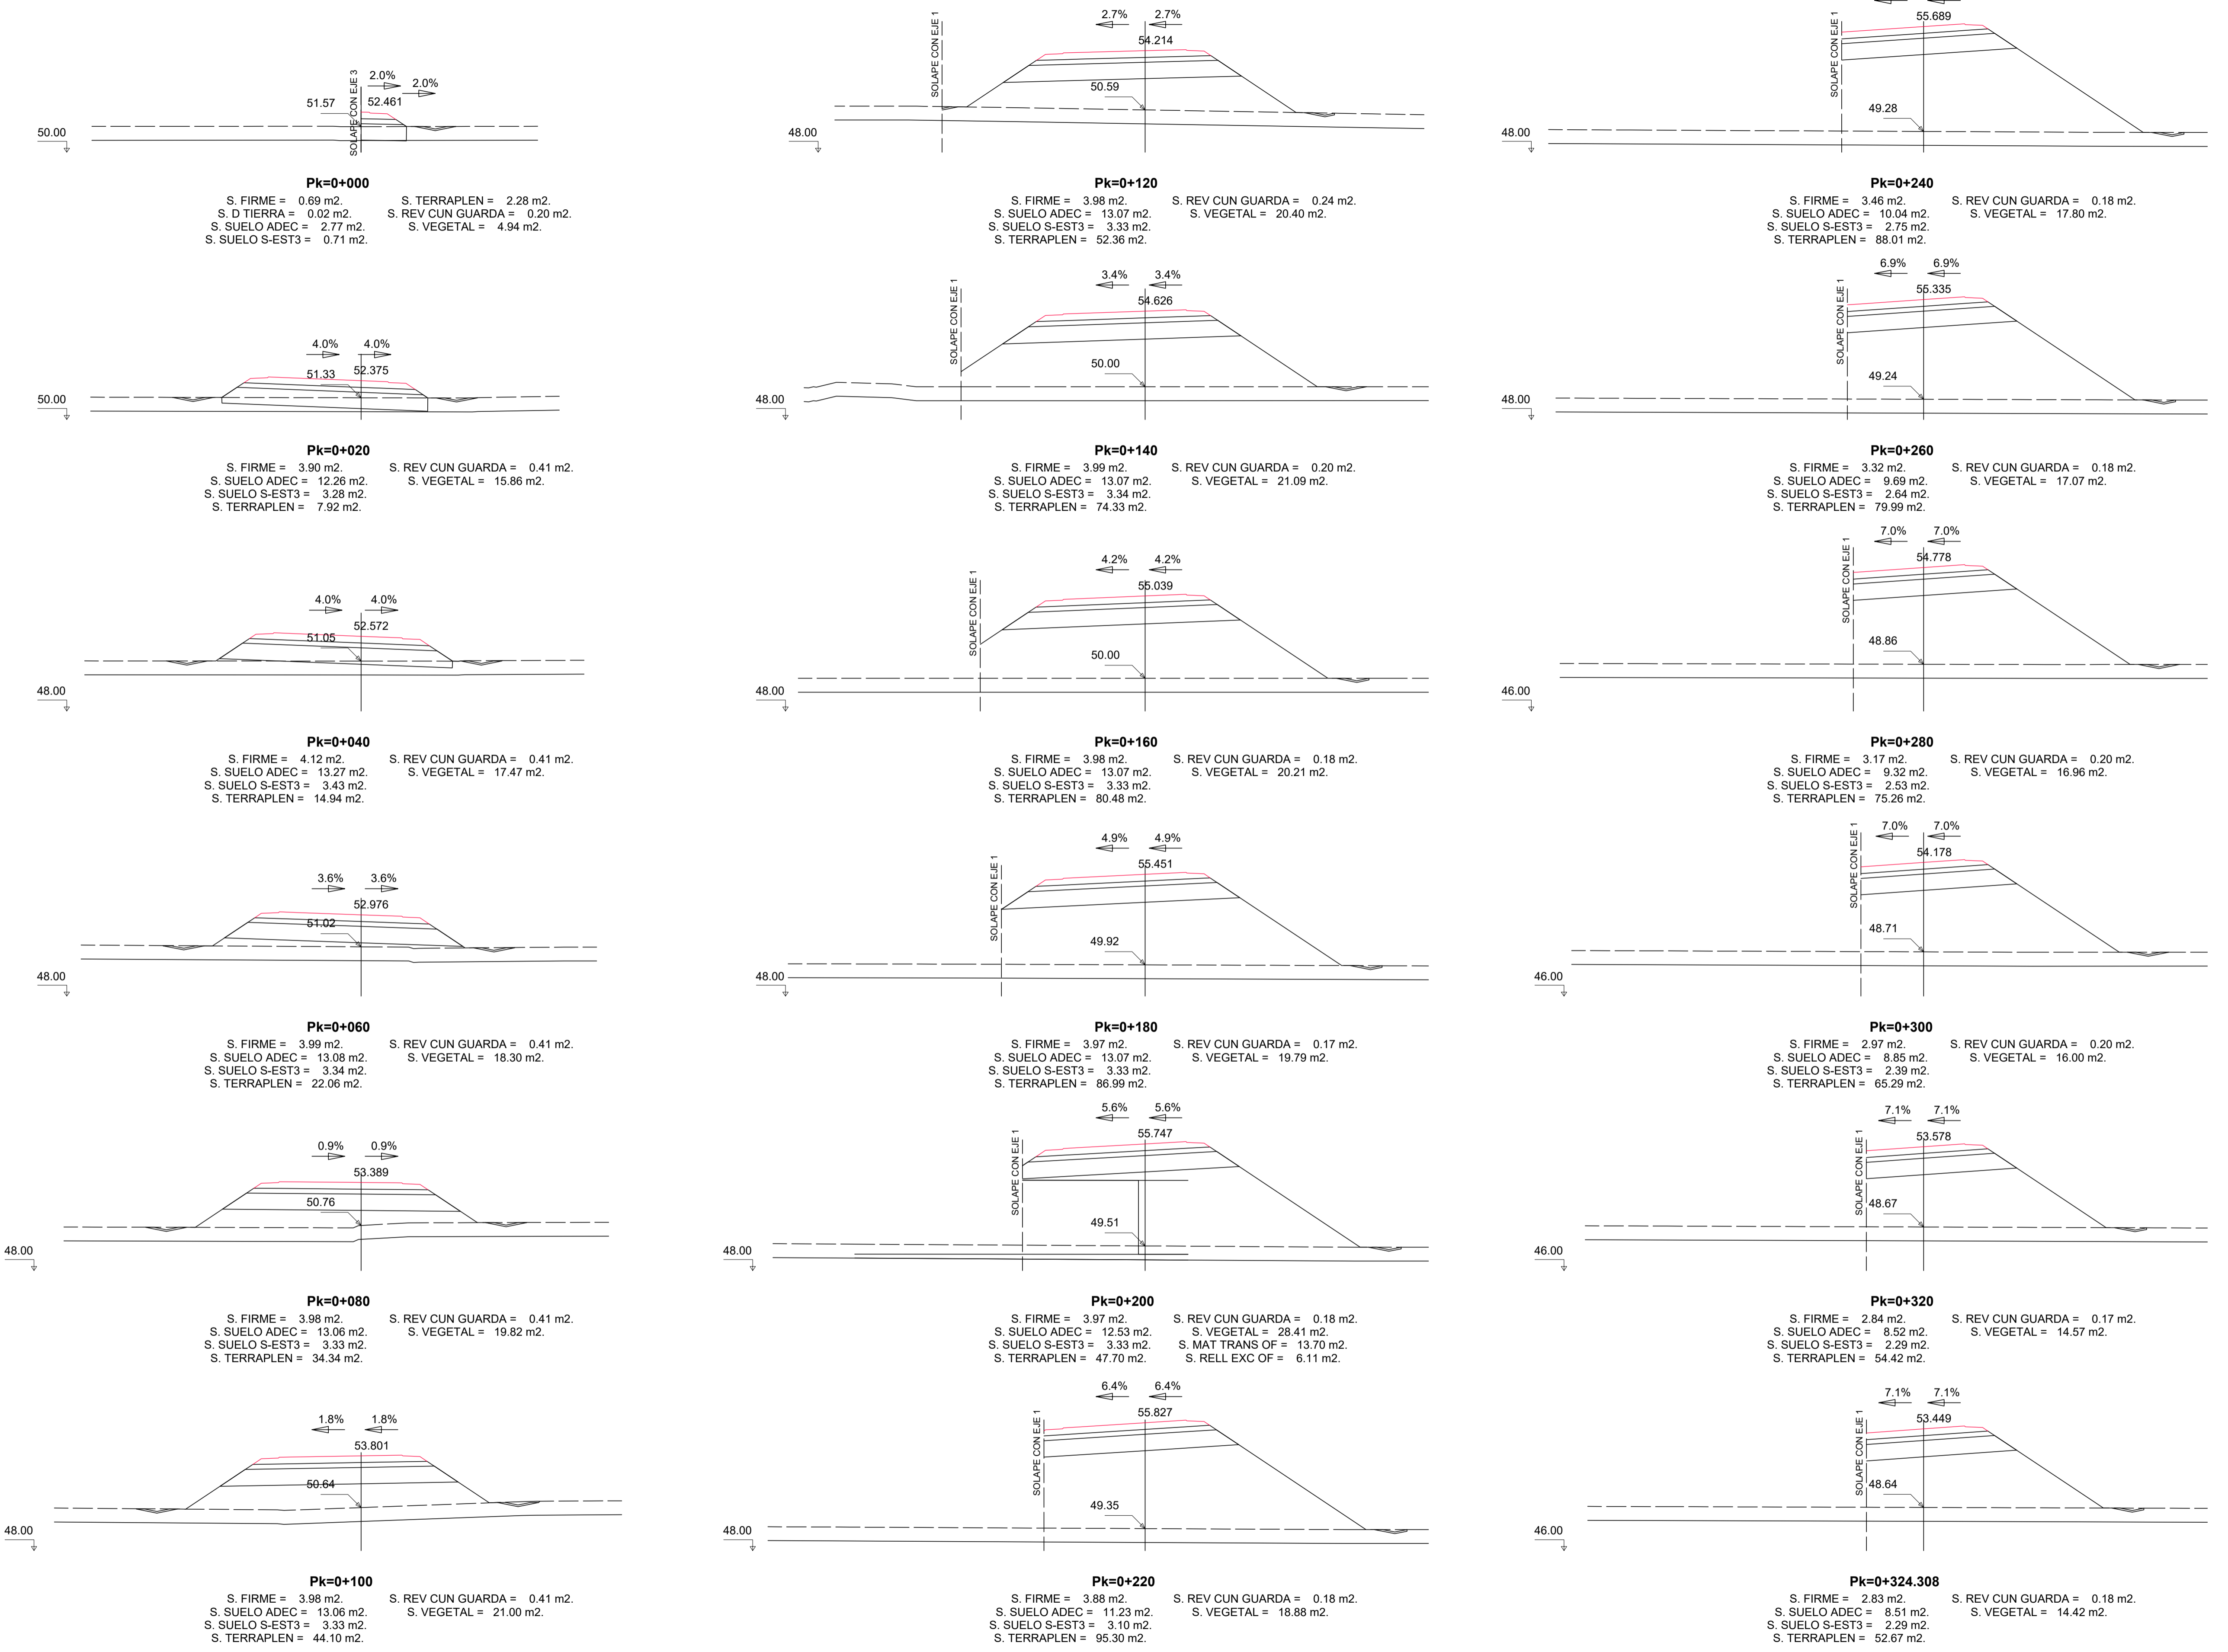 2.0%
2.0%
51.57
52.461
SOLAPE CON EJE 3
50.00
Pk=0+000
S. FIRME = 0.69 m2.
S. D TIERRA = 0.02 m2.
S. SUELO ADEC = 2.77 m2.
S. SUELO S-EST3 = 0.71 m2.
S. TERRAPLEN = 2.28 m2.
S. REV CUN GUARDA = 0.20 m2.
S. VEGETAL = 4.94 m2.
4.0%
4.0%
51.33
52.375
50.00
Pk=0+020
S. FIRME = 3.90 m2.
S. SUELO ADEC = 12.26 m2.
S. SUELO S-EST3 = 3.28 m2.
S. TERRAPLEN = 7.92 m2.
S. REV CUN GUARDA = 0.41 m2.
S. VEGETAL = 15.86 m2.
4.0%
4.0%
52.572
51.05
48.00
Pk=0+040
S. FIRME = 4.12 m2.
S. SUELO ADEC = 13.27 m2.
S. SUELO S-EST3 = 3.43 m2.
S. TERRAPLEN = 14.94 m2.
S. REV CUN GUARDA = 0.41 m2.
S. VEGETAL = 17.47 m2.
3.6%
3.6%
52.976
51.02
48.00
Pk=0+060
S. FIRME = 3.99 m2.
S. SUELO ADEC = 13.08 m2.
S. SUELO S-EST3 = 3.34 m2.
S. TERRAPLEN = 22.06 m2.
S. REV CUN GUARDA = 0.41 m2.
S. VEGETAL = 18.30 m2.
0.9%
0.9%
53.389
50.76
48.00
Pk=0+080
S. FIRME = 3.98 m2.
S. SUELO ADEC = 13.06 m2.
S. SUELO S-EST3 = 3.33 m2.
S. TERRAPLEN = 34.34 m2.
S. REV CUN GUARDA = 0.41 m2.
S. VEGETAL = 19.82 m2.
1.8%
1.8%
53.801
50.64
48.00
Pk=0+100
S. FIRME = 3.98 m2.
S. SUELO ADEC = 13.06 m2.
S. SUELO S-EST3 = 3.33 m2.
S. TERRAPLEN = 44.10 m2.
S. REV CUN GUARDA = 0.41 m2.
S. VEGETAL = 21.00 m2.
2.7%
2.7%
SOLAPE CON EJE 1
54.214
50.59
48.00
Pk=0+120
S. FIRME = 3.98 m2.
S. SUELO ADEC = 13.07 m2.
S. SUELO S-EST3 = 3.33 m2.
S. TERRAPLEN = 52.36 m2.
S. REV CUN GUARDA = 0.24 m2.
S. VEGETAL = 20.40 m2.
3.4%
3.4%
SOLAPE CON EJE 1
54.626
50.00
48.00
Pk=0+140
S. FIRME = 3.99 m2.
S. SUELO ADEC = 13.07 m2.
S. SUELO S-EST3 = 3.34 m2.
S. TERRAPLEN = 74.33 m2.
S. REV CUN GUARDA = 0.20 m2.
S. VEGETAL = 21.09 m2.
4.2%
4.2%
SOLAPE CON EJE 1
55.039
50.00
48.00
Pk=0+160
S. FIRME = 3.98 m2.
S. SUELO ADEC = 13.07 m2.
S. SUELO S-EST3 = 3.33 m2.
S. TERRAPLEN = 80.48 m2.
S. REV CUN GUARDA = 0.18 m2.
S. VEGETAL = 20.21 m2.
4.9%
4.9%
SOLAPE CON EJE 1
55.451
49.92
48.00
Pk=0+180
S. FIRME = 3.97 m2.
S. SUELO ADEC = 13.07 m2.
S. SUELO S-EST3 = 3.33 m2.
S. TERRAPLEN = 86.99 m2.
S. REV CUN GUARDA = 0.17 m2.
S. VEGETAL = 19.79 m2.
5.6%
5.6%
SOLAPE CON EJE 1
55.747
49.51
48.00
Pk=0+200
S. FIRME = 3.97 m2.
S. SUELO ADEC = 12.53 m2.
S. SUELO S-EST3 = 3.33 m2.
S. TERRAPLEN = 47.70 m2.
S. REV CUN GUARDA = 0.18 m2.
S. VEGETAL = 28.41 m2.
S. MAT TRANS OF = 13.70 m2.
S. RELL EXC OF = 6.11 m2.
6.4%
6.4%
SOLAPE CON EJE 1
55.827
49.35
48.00
Pk=0+220
S. FIRME = 3.88 m2.
S. SUELO ADEC = 11.23 m2.
S. SUELO S-EST3 = 3.10 m2.
S. TERRAPLEN = 95.30 m2.
S. REV CUN GUARDA = 0.18 m2.
S. VEGETAL = 18.88 m2.
SOLAPE CON EJE 1
55.689
49.28
48.00
Pk=0+240
S. FIRME = 3.46 m2.
S. SUELO ADEC = 10.04 m2.
S. SUELO S-EST3 = 2.75 m2.
S. TERRAPLEN = 88.01 m2.
S. REV CUN GUARDA = 0.18 m2.
S. VEGETAL = 17.80 m2.
6.9%
6.9%
SOLAPE CON EJE 1
55.335
49.24
48.00
Pk=0+260
S. FIRME = 3.32 m2.
S. SUELO ADEC = 9.69 m2.
S. SUELO S-EST3 = 2.64 m2.
S. TERRAPLEN = 79.99 m2.
S. REV CUN GUARDA = 0.18 m2.
S. VEGETAL = 17.07 m2.
7.0%
7.0%
SOLAPE CON EJE 1
54.778
48.86
46.00
Pk=0+280
S. FIRME = 3.17 m2.
S. SUELO ADEC = 9.32 m2.
S. SUELO S-EST3 = 2.53 m2.
S. TERRAPLEN = 75.26 m2.
S. REV CUN GUARDA = 0.20 m2.
S. VEGETAL = 16.96 m2.
7.0%
7.0%
SOLAPE CON EJE 1
54.178
48.71
46.00
Pk=0+300
S. FIRME = 2.97 m2.
S. SUELO ADEC = 8.85 m2.
S. SUELO S-EST3 = 2.39 m2.
S. TERRAPLEN = 65.29 m2.
S. REV CUN GUARDA = 0.20 m2.
S. VEGETAL = 16.00 m2.
7.1%
7.1%
SOLAPE CON EJE 1
53.578
48.67
46.00
Pk=0+320
S. FIRME = 2.84 m2.
S. SUELO ADEC = 8.52 m2.
S. SUELO S-EST3 = 2.29 m2.
S. TERRAPLEN = 54.42 m2.
S. REV CUN GUARDA = 0.17 m2.
S. VEGETAL = 14.57 m2.
7.1%
7.1%
SOLAPE CON EJE 1
53.449
48.64
46.00
Pk=0+324.308
S. FIRME = 2.83 m2.
S. SUELO ADEC = 8.51 m2.
S. SUELO S-EST3 = 2.29 m2.
S. TERRAPLEN = 52.67 m2.
S. REV CUN GUARDA = 0.18 m2.
S. VEGETAL = 14.42 m2.